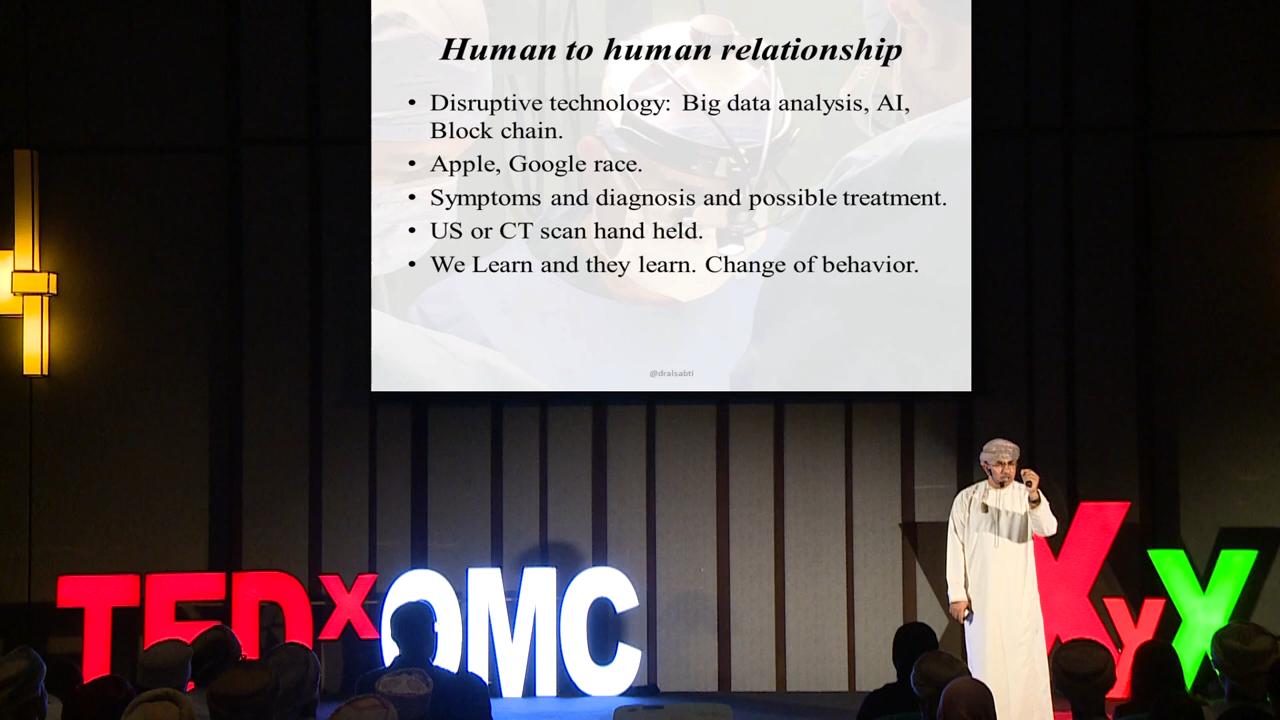 Human to human relationship
• Disruptive technology: Big data analysis, AI,
Block chain.
• Apple, Google race.
• Symptoms and diagnosis and possible treatment.
• US or CT scan hand held.
• We Learn and they learn. Change of behavior.
@dralsabti
TEDxOMC
X y X